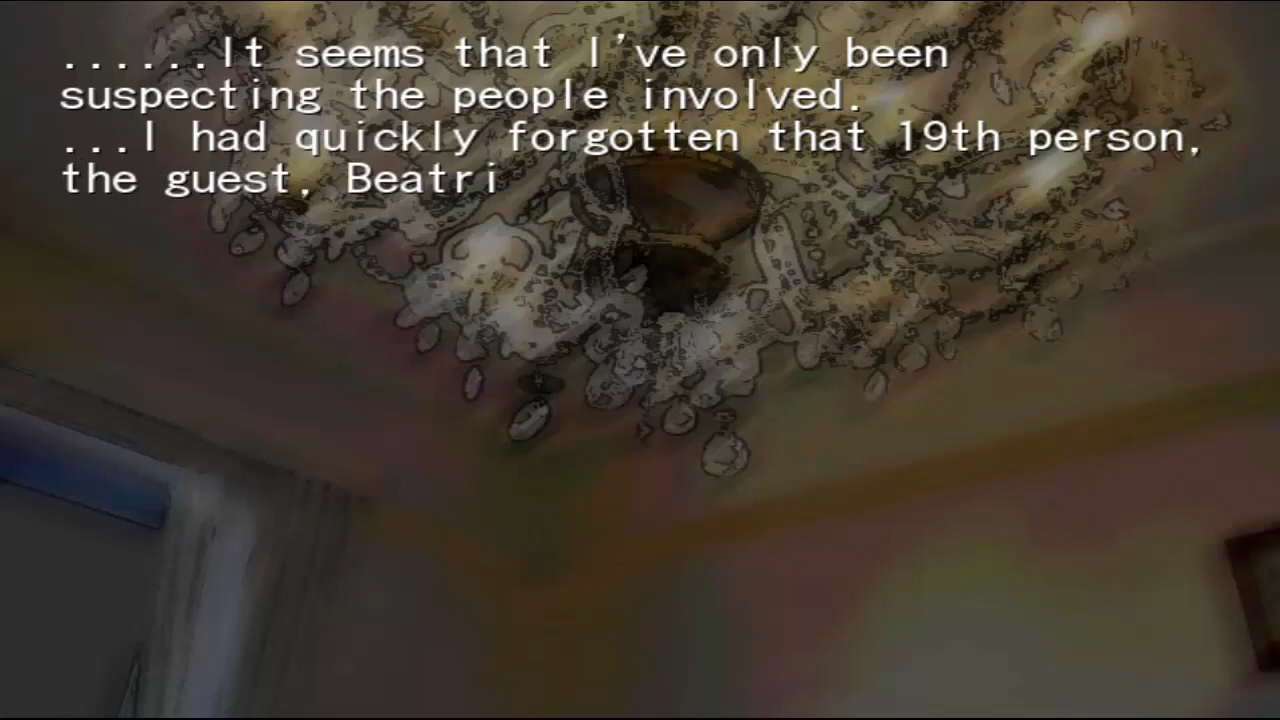 ......It seems that I've only been
suspecting the people involved.
...I had quickly forgotten that 19th person,
the guest, Beatri